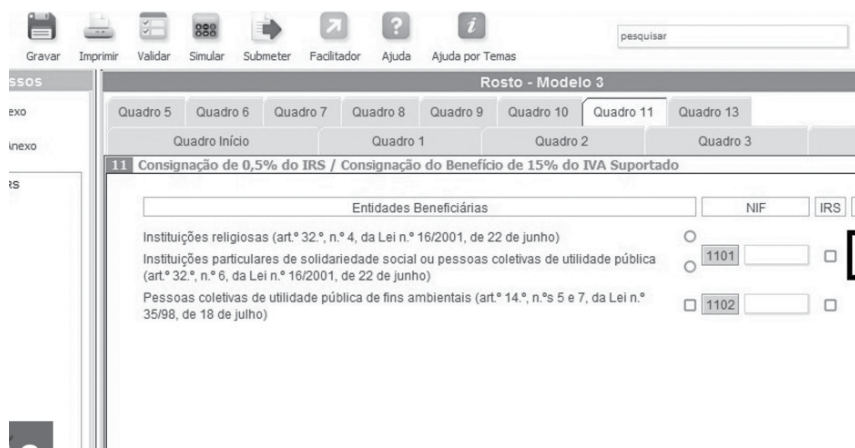 Gravar Imprimir Validar Simular Submeter Facilitador Ajuda Ajuda por Temas
pesquisar
Rosto - Modelo 3
Quadro 5 Quadro 6 Quadro 7 Quadro 8 Quadro 9 Quadro 10 Quadro 11 Quadro 13
Quadro Início Quadro 1 Quadro 2 Quadro 3
11 Consignação de 0,5% do IRS / Consignação do Benefício de 15% do IVA Suportado
Entidades Beneficiárias NIF IRS
Instituições religiosas (art.º 32.º, n.º 4, da Lei n.º 16/2001, de 22 de junho)
Instituições particulares de solidariedade social ou pessoas coletivas de utilidade pública 1101
(art.º 32.º, n.º 6, da Lei n.º 16/2001, de 22 de junho)
Pessoas coletivas de utilidade pública de fins ambientais (art.º 14.º, n.ºs 5 e 7, da Lei n.º 1102
35/98, de 18 de julho)